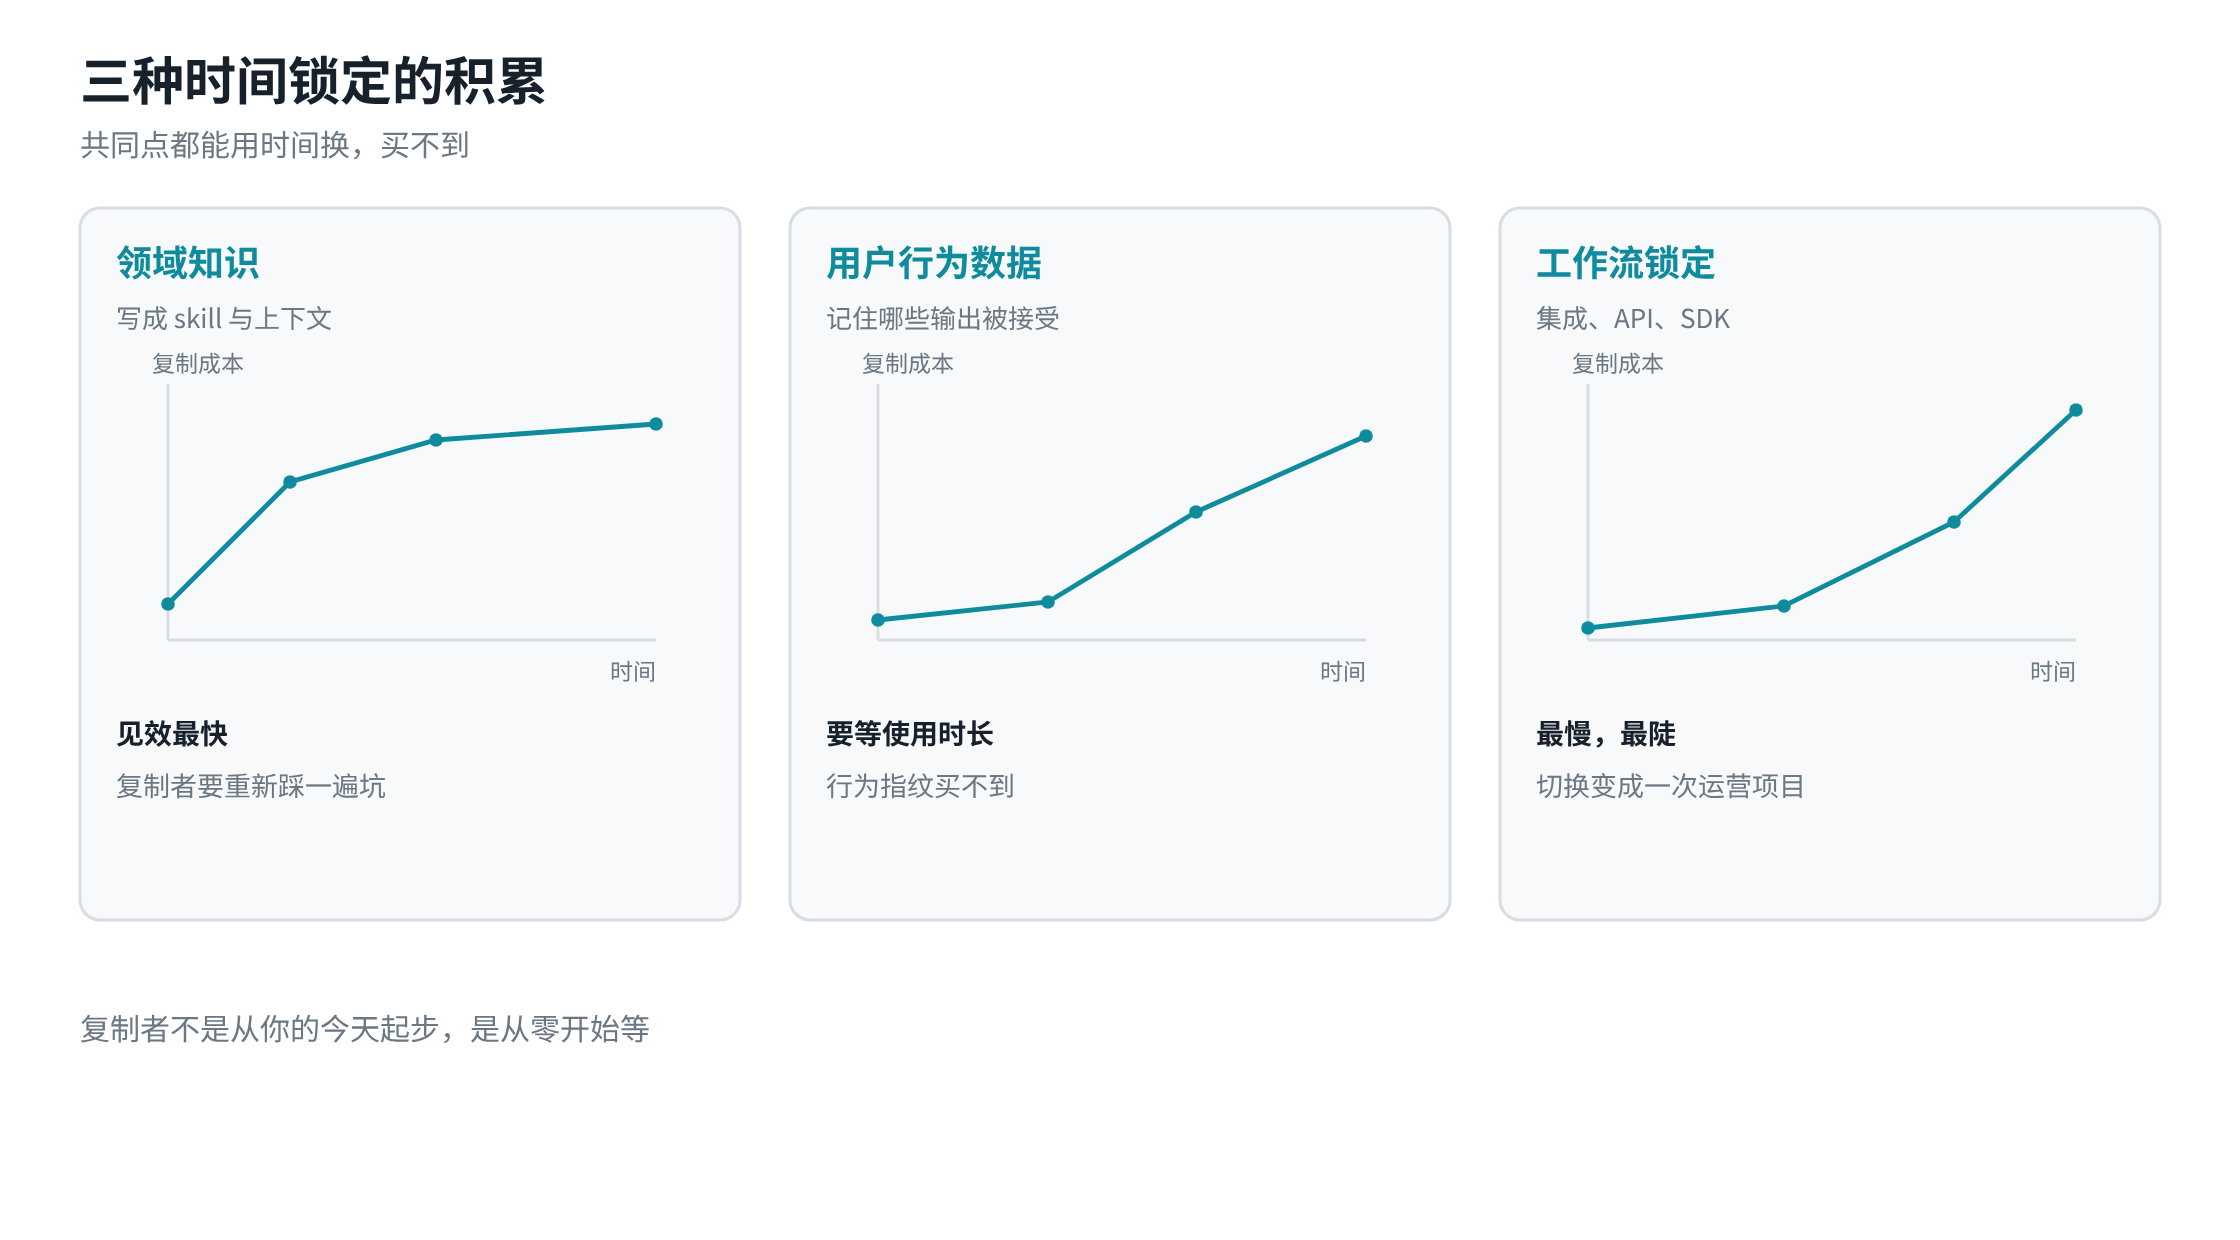 三种时间锁定的积累
共同点都能用时间换，买不到
领域知识
写成 skill 与上下文
复制成本
时间
见效最快
复制者要重新踩一遍坑
用户行为数据
记住哪些输出被接受
复制成本
时间
要等使用时长
行为指纹买不到
工作流锁定
集成、API、SDK
复制成本
时间
最慢，最陡
切换变成一次运营项目
复制者不是从你的今天起步，是从零开始等